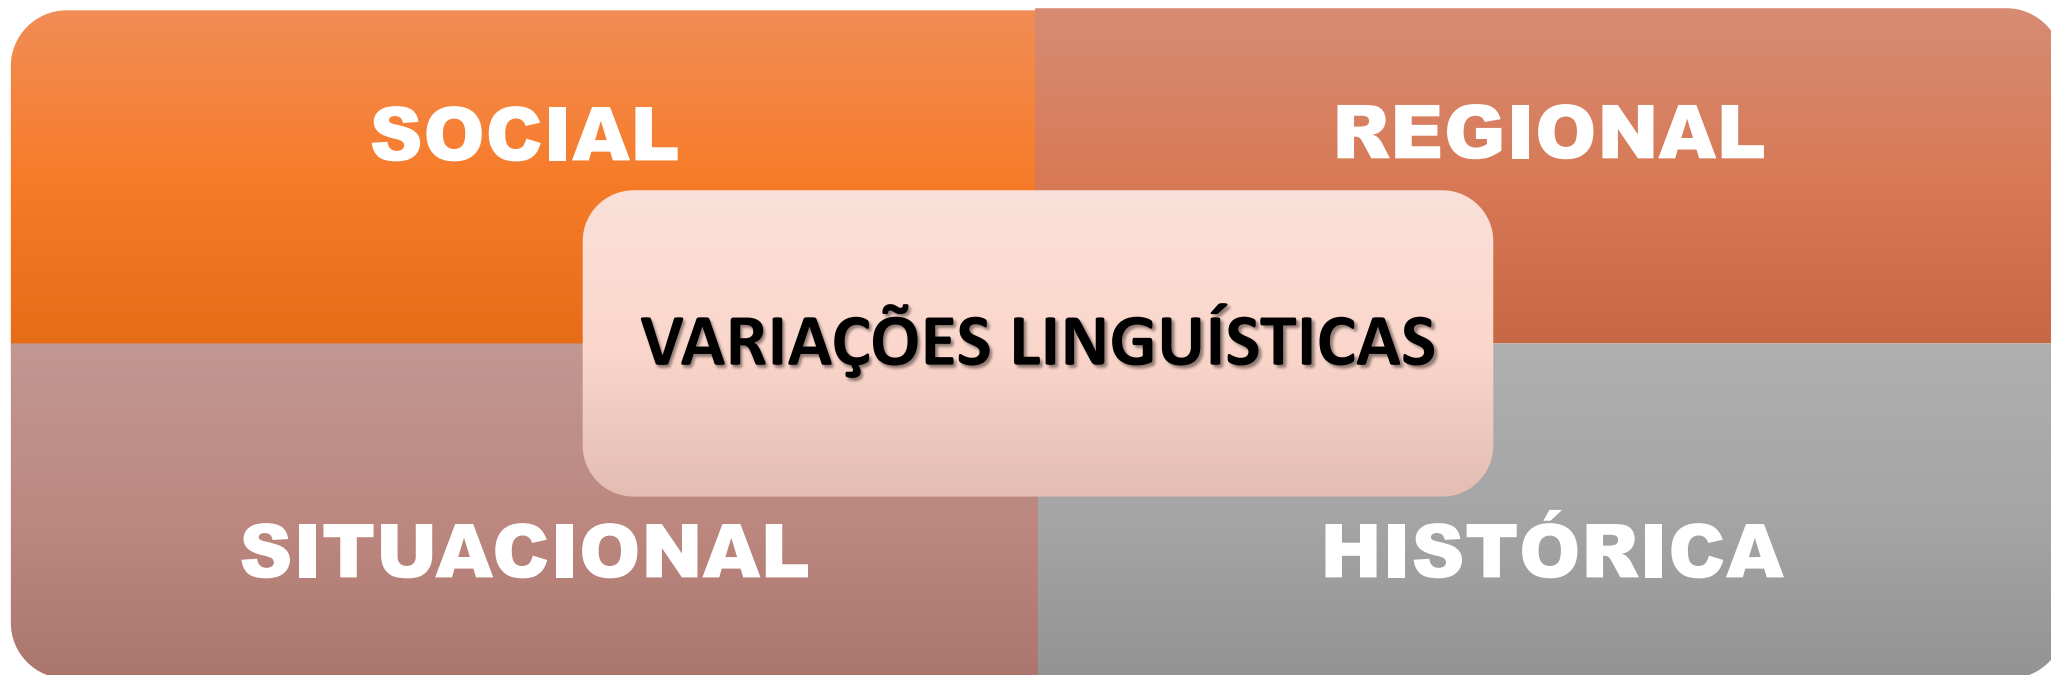 SOCIAL
REGIONAL
VARIAÇÕES LINGUÍSTICAS
SITUACIONAL
HISTÓRICA